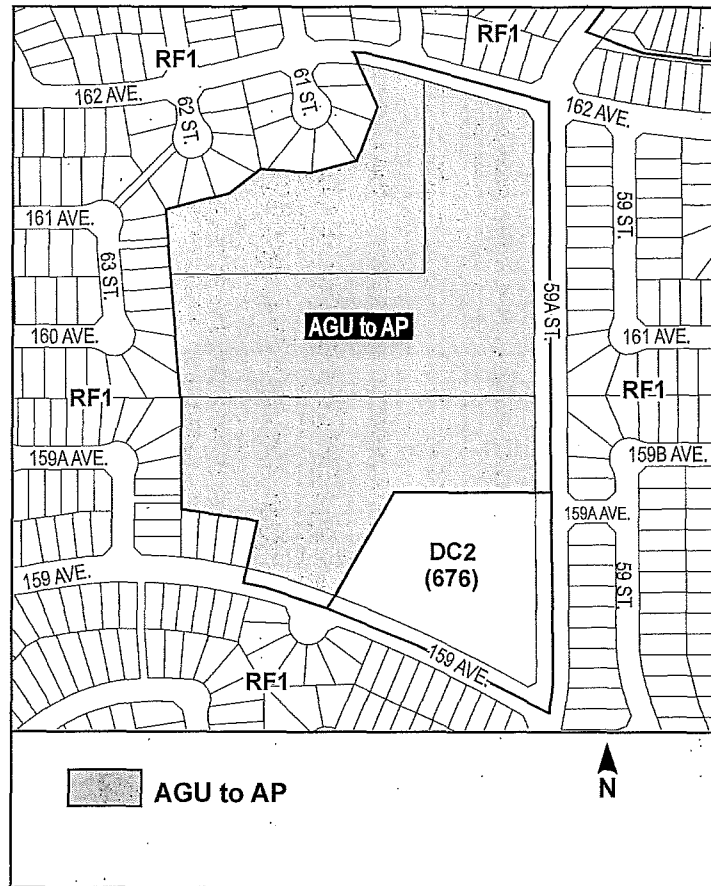 RF1
RF1
162 AVE.
61 ST.
62 ST.
162 AVE.
59 ST.
161 AVE.
63 ST.
59A ST.
AGU to AP
160 AVE.
161 AVE.
RF1
RF1
159A AVE.
159B AVE.
159A AVE.
DC2
(676)
159 AVE.
59 ST.
159 AVE.
RF1
AGU to AP
N